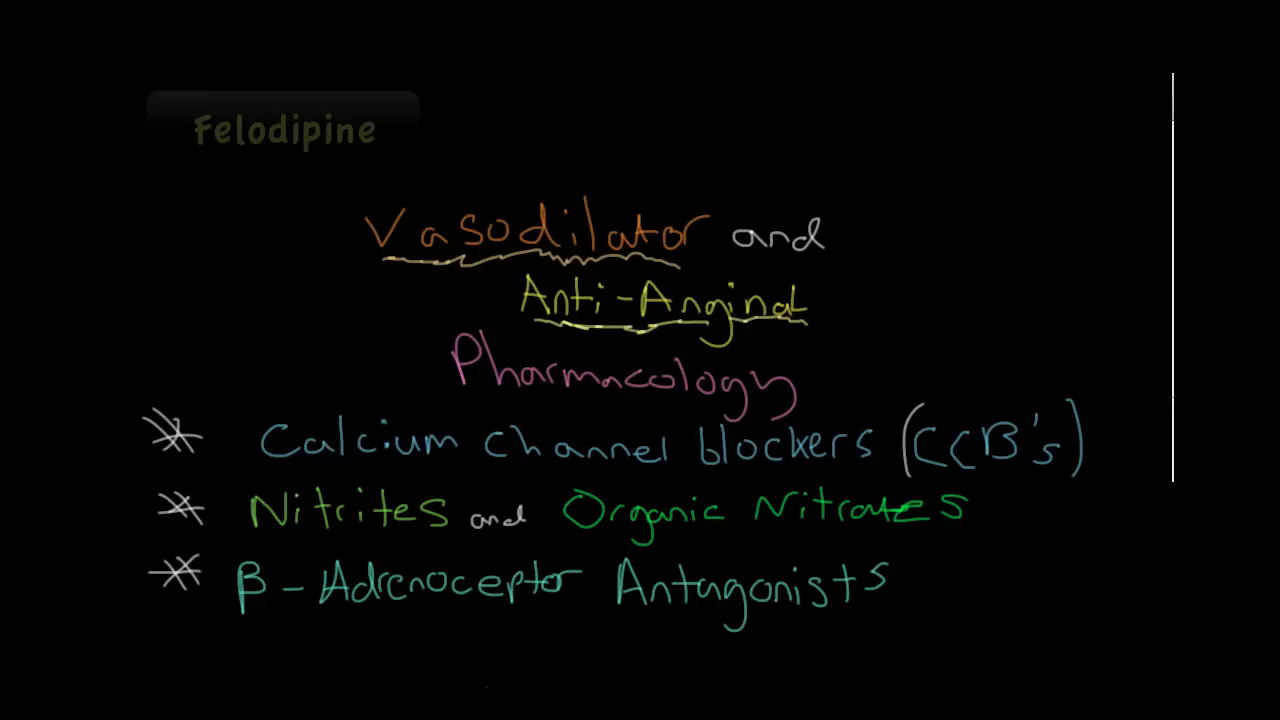 Felodipine
Vasodilator and
Anti-Anginal
Pharmacology
Calcium channel blockers (CCB's)
Nitrites and Organic Nitrates
β-Adrenoceptor Antagonists